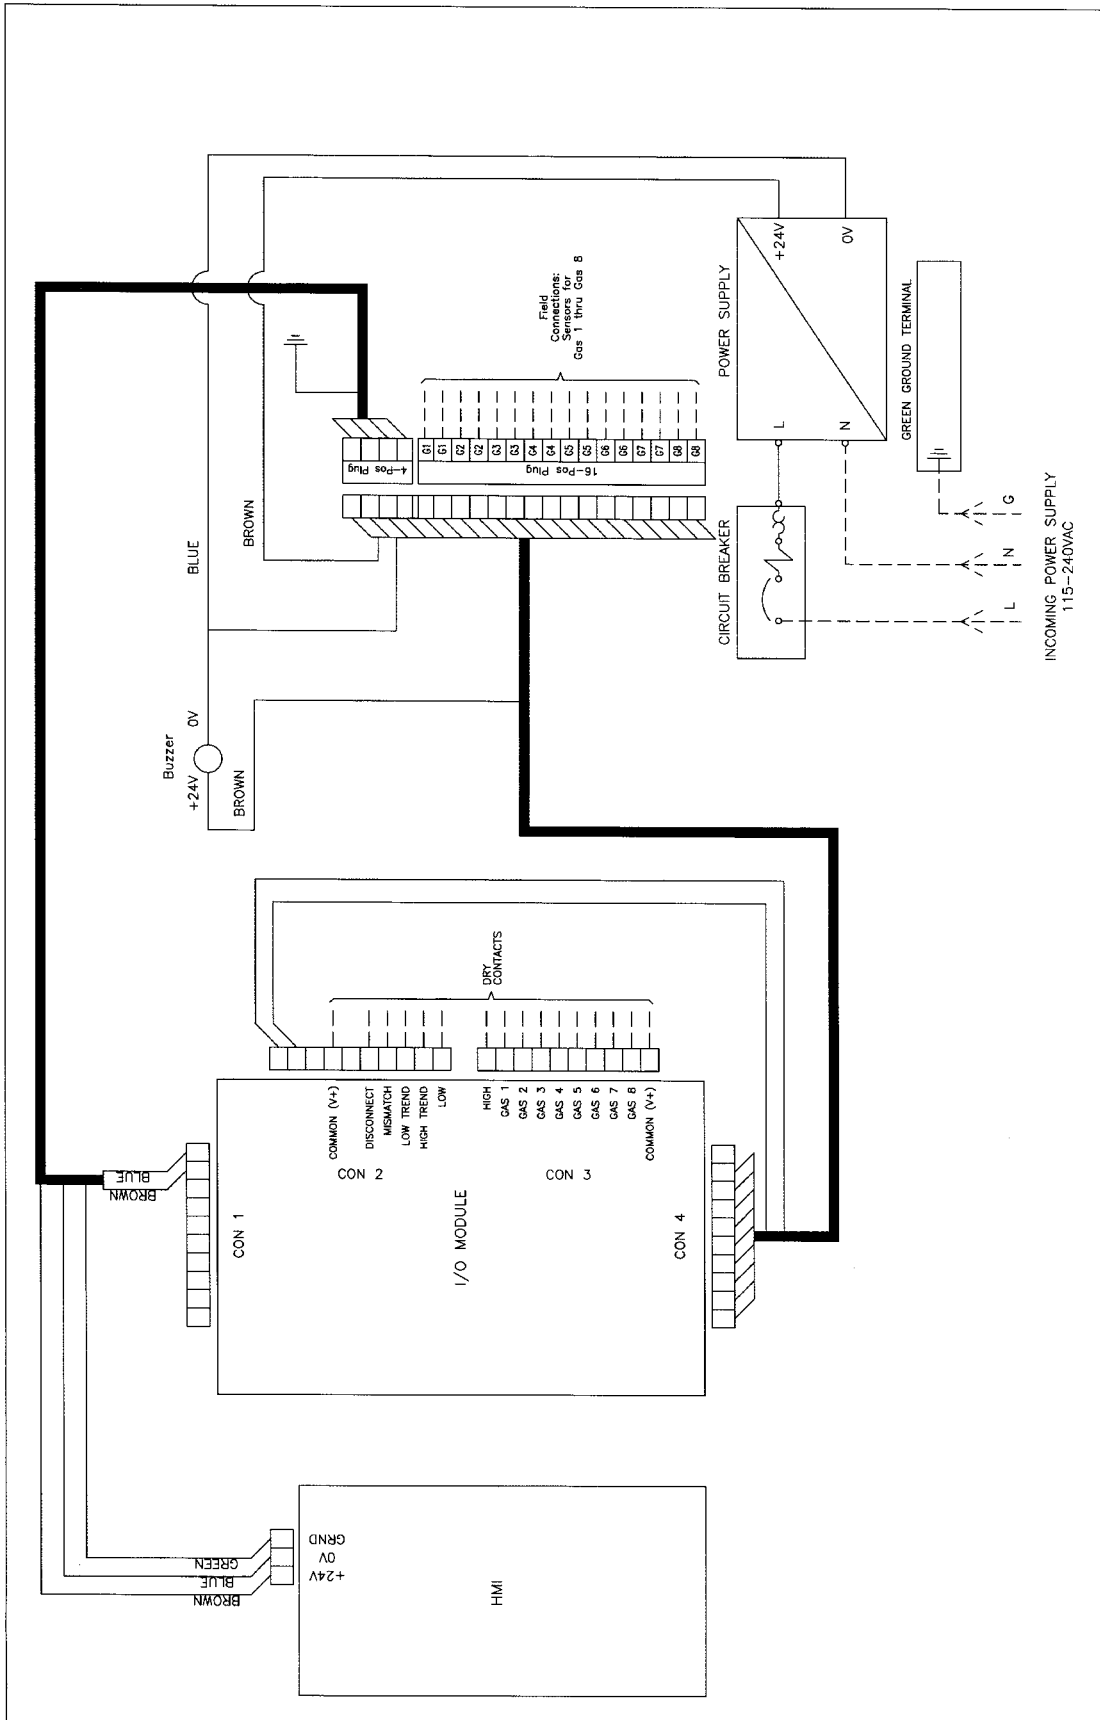 Buzzer
+24V
0V
BLUE
BROWN
BROWN
Field
Connections:
Sensors for
Gas 1 thru Gas 8
4-Pos Plug
16-Pos Plug
G1
G1
G2
G2
G3
G3
G4
G4
G5
G5
G6
G6
G7
G7
G8
G8
POWER SUPPLY
+24V
0V
L
N
GREEN GROUND TERMINAL
CIRCUIT BREAKER
L
N
G
INCOMING POWER SUPPLY
115-240VAC
BROWN
BLUE
CON 1
CON 2
CON 3
CON 4
I/O MODULE
COMMON (V+)
DISCONNECT
MISMATCH
LOW TREND
HIGH TREND
LOW
HIGH
GAS 1
GAS 2
GAS 3
GAS 4
GAS 5
GAS 6
GAS 7
GAS 8
COMMON (V+)
DRY
CONTACTS
BROWN
BLUE
GREEN
+24V
0V
GRND
HMI